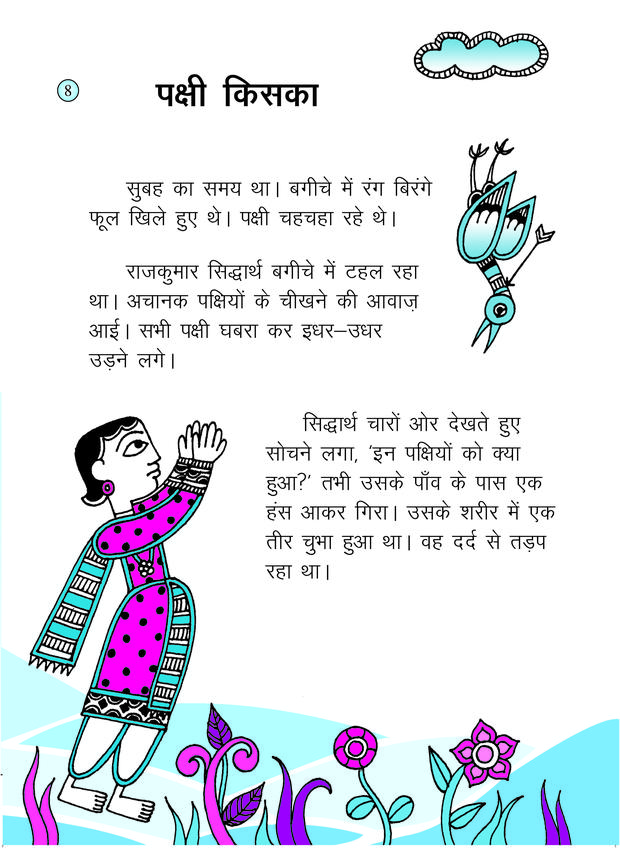 8
पक्षी किसका
सुबह का समय था। बगीचे में रंग बिरंगे
फूल खिले हुए थे। पक्षी चहचहा रहे थे।
राजकुमार सिद्धार्थ बगीचे में टहल रहा
था। अचानक पक्षियों के चीखने की आवाज़
आई। सभी पक्षी घबरा कर इधर–उधर
उड़ने लगे।
सिद्धार्थ चारों ओर देखते हुए
सोचने लगा, 'इन पक्षियों को क्या
हुआ?' तभी उसके पाँव के पास एक
हंस आकर गिरा। उसके शरीर में एक
तीर चुभा हुआ था। वह दर्द से तड़प
रहा था।